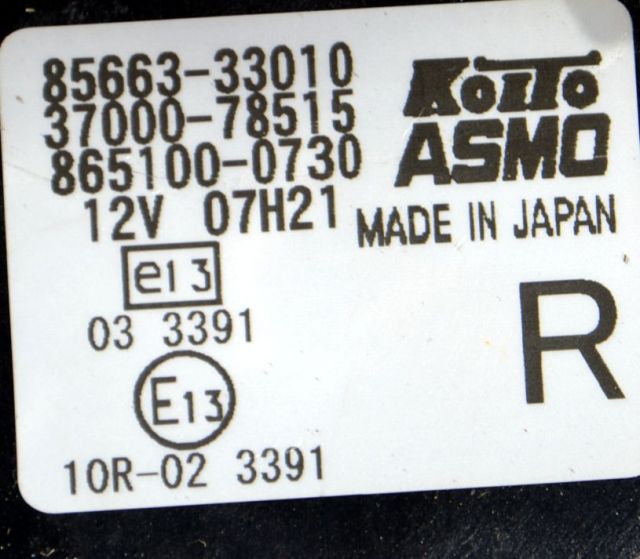 85663-33010
37000-78515
865100-0730
12V 07H21
KOITO
ASMO
MADE IN JAPAN
e13
03 3391
E13
10R-02 3391
R